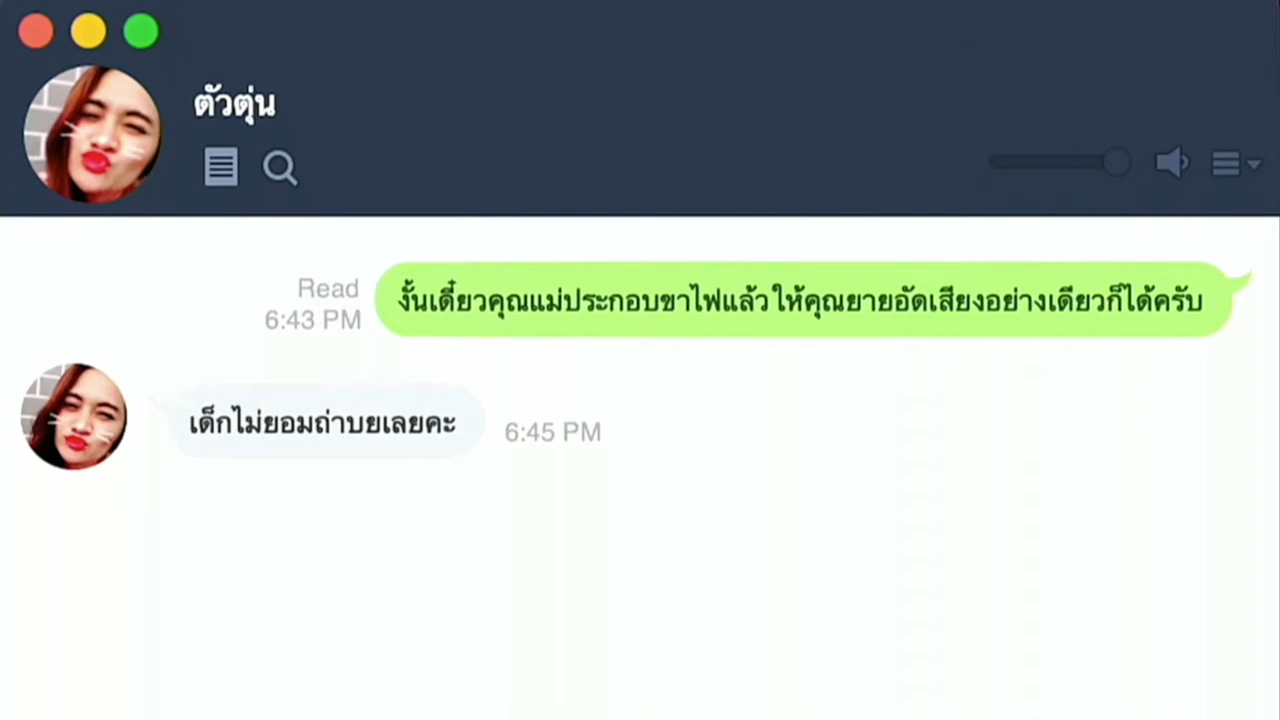 ตัวตุ่น
งั้นเดี๋ยวคุณแม่ประกอบขาไฟแล้วให้คุณยายอัดเสียงอย่างเดียวก็ได้ครับ
Read
6:43 PM
เด็กไม่ยอมถ่าบยเลยคะ
6:45 PM